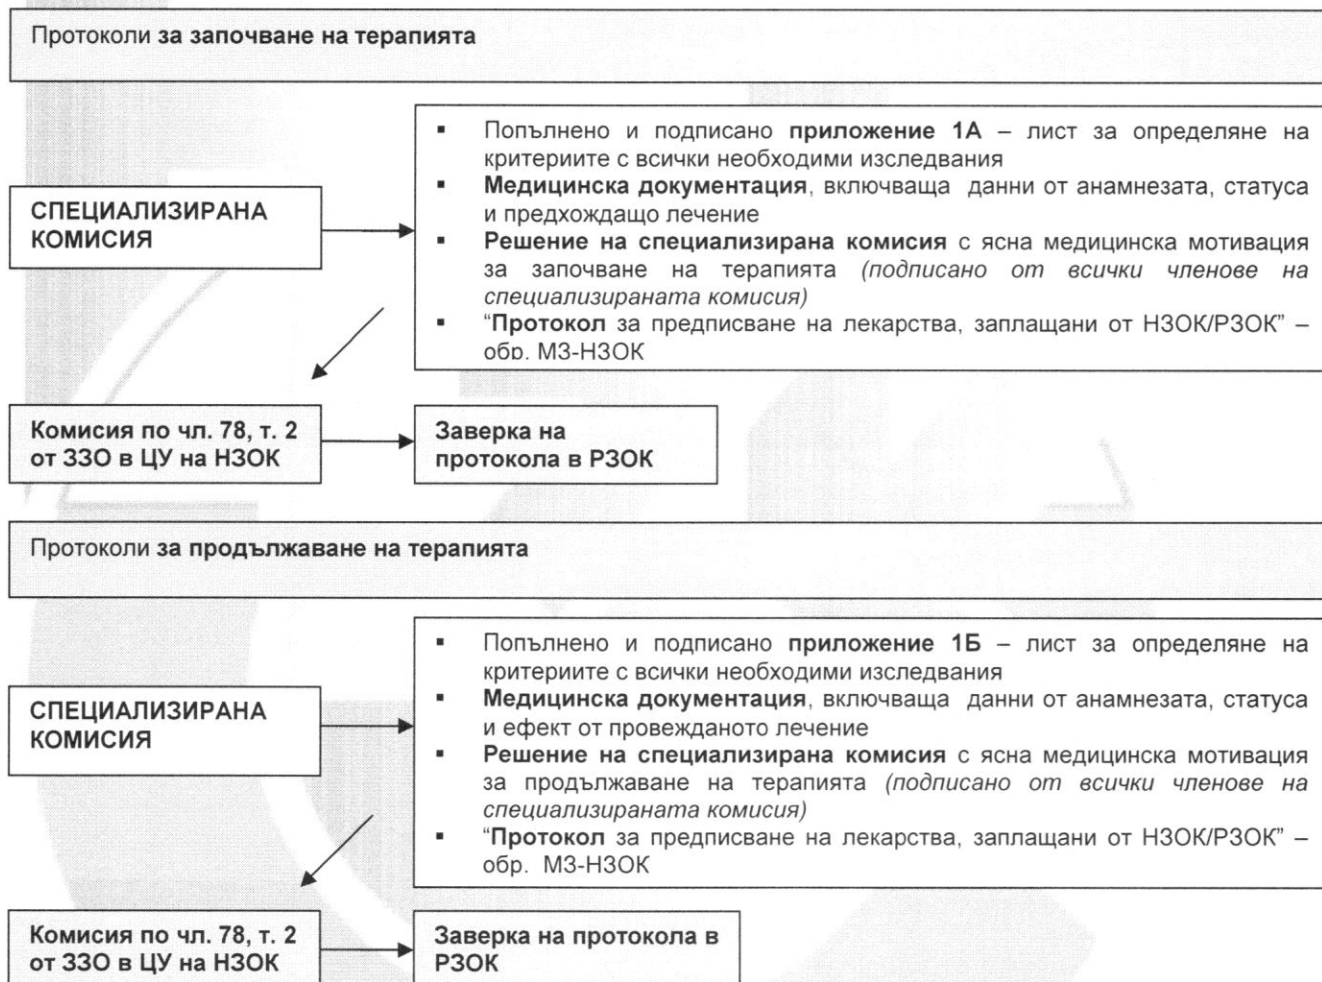 Протоколи за започване на терапията
▪ Попълнено и подписано приложение 1А – лист за определяне на
критериите с всички необходими изследвания
▪ Медицинска документация, включваща данни от анамнезата, статуса
и предхождащо лечение
▪ Решение на специализирана комисия с ясна медицинска мотивация
за започване на терапията (подписано от всички членове на
специализираната комисия)
▪ “Протокол за предписване на лекарства, заплащани от НЗОК/РЗОК” –
обр. МЗ-НЗОК
СПЕЦИАЛИЗИРАНА
КОМИСИЯ
Комисия по чл. 78, т. 2
от ЗЗО в ЦУ на НЗОК
Заверка на
протокола в РЗОК
Протоколи за продължаване на терапията
▪ Попълнено и подписано приложение 1Б – лист за определяне на
критериите с всички необходими изследвания
▪ Медицинска документация, включваща данни от анамнезата, статуса
и ефект от провежданото лечение
▪ Решение на специализирана комисия с ясна медицинска мотивация
за продължаване на терапията (подписано от всички членове на
специализираната комисия)
▪ “Протокол за предписване на лекарства, заплащани от НЗОК/РЗОК” –
обр. МЗ-НЗОК
СПЕЦИАЛИЗИРАНА
КОМИСИЯ
Комисия по чл. 78, т. 2
от ЗЗО в ЦУ на НЗОК
Заверка на протокола в
РЗОК